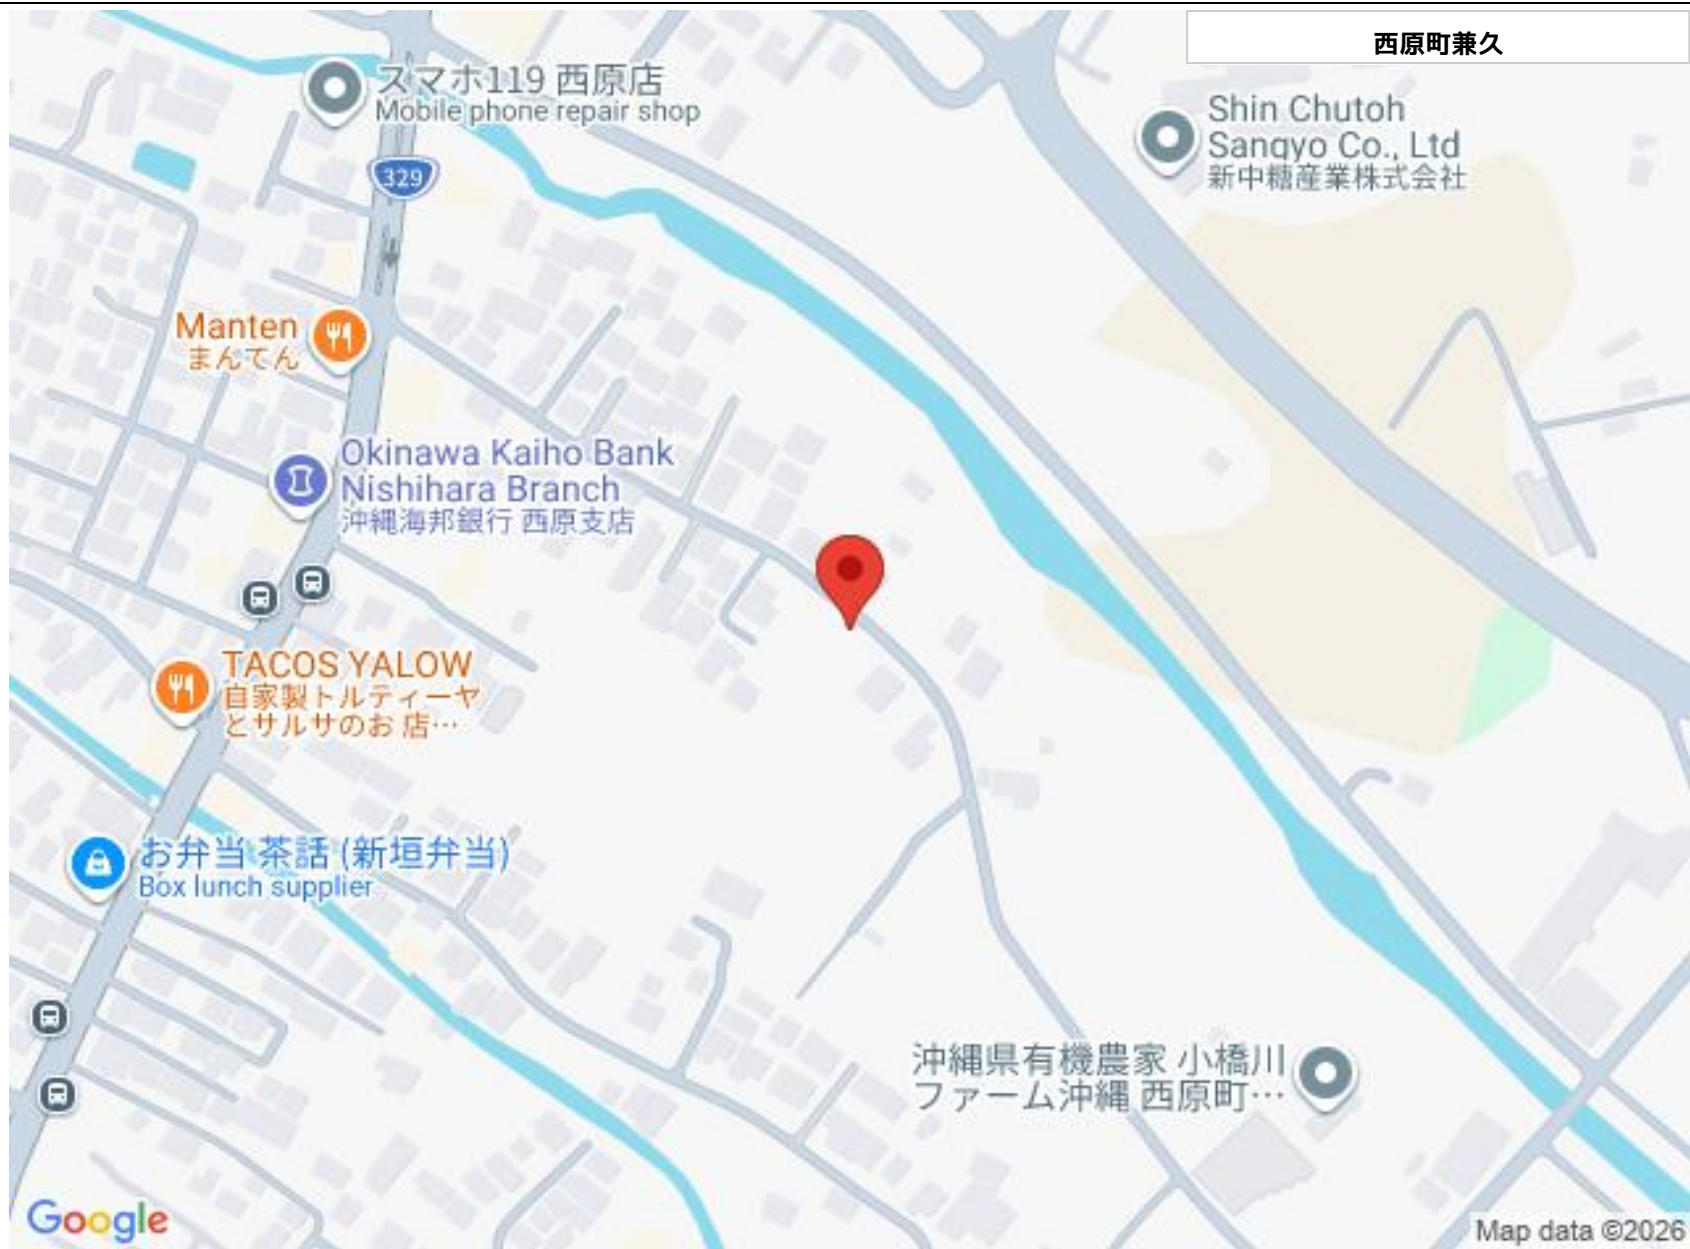 西原町兼久
スマホ119 西原店
Mobile phone repair shop
329
Shin Chutoh
Sangyo Co., Ltd
新中糖産業株式会社
Manten
まんてん
Okinawa Kaiho Bank
Nishihara Branch
沖縄海邦銀行 西原支店
TACOS YALOW
自家製トルティーヤ
とサルサのお 店…
お弁当 茶話 (新垣弁当)
Box lunch supplier
沖縄県有機農家 小橋川
ファーム沖縄 西原町…
Google
Map data ©2026